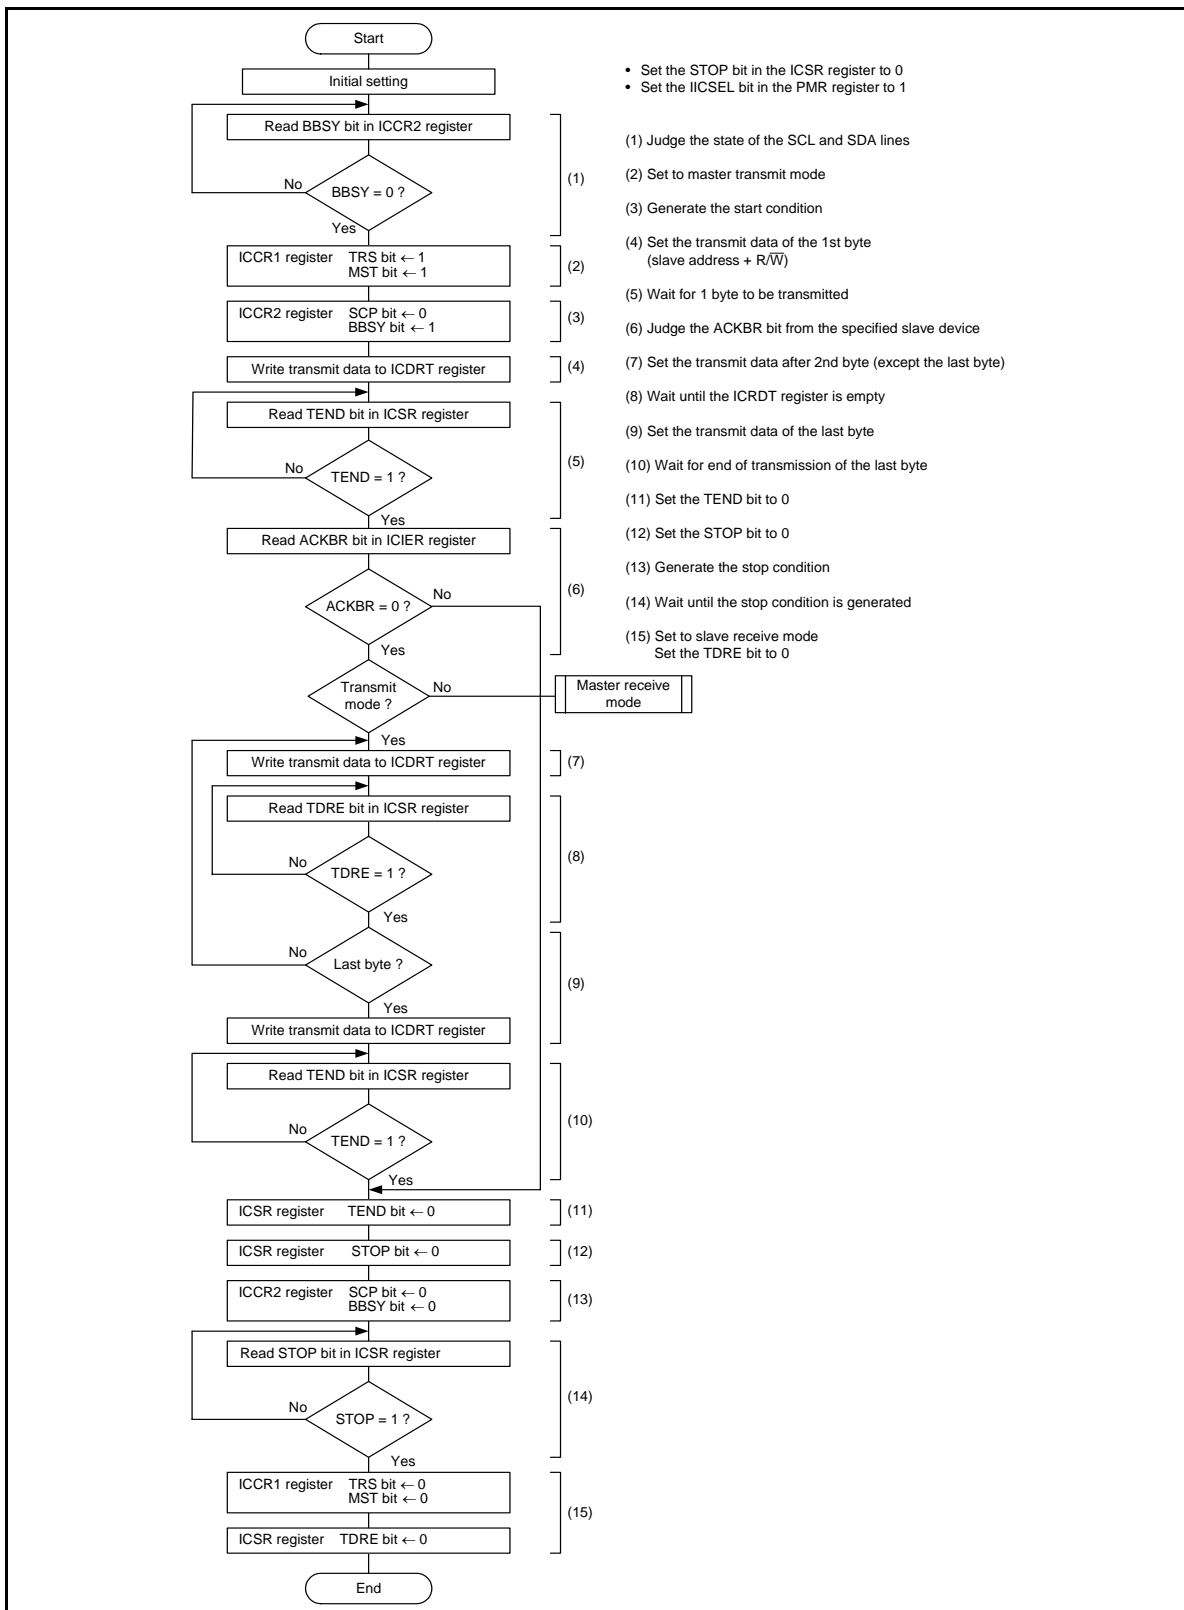 Start
Initial setting
• Set the STOP bit in the ICSR register to 0
• Set the IICSEL bit in the PMR register to 1
Read BBSY bit in ICCR2 register
No
BBSY = 0 ?
Yes
(1)
ICCR1 register TRS bit ← 1
MST bit ← 1
(2)
ICCR2 register SCP bit ← 0
BBSY bit ← 1
(3)
Write transmit data to ICDRT register
(4)
Read TEND bit in ICSR register
No
TEND = 1 ?
Yes
(5)
Read ACKBR bit in ICIER register
ACKBR = 0 ?
No
Yes
(6)
Transmit
mode ?
No
Yes
Master receive
mode
Write transmit data to ICDRT register
(7)
Read TDRE bit in ICSR register
No
TDRE = 1 ?
Yes
(8)
No
Last byte ?
Yes
Write transmit data to ICDRT register
(9)
Read TEND bit in ICSR register
No
TEND = 1 ?
Yes
(10)
ICSR register TEND bit ← 0
(11)
ICSR register STOP bit ← 0
(12)
ICCR2 register SCP bit ← 0
BBSY bit ← 0
(13)
Read STOP bit in ICSR register
No
STOP = 1 ?
Yes
(14)
ICCR1 register TRS bit ← 0
MST bit ← 0
ICSR register TDRE bit ← 0
(15)
End
(1) Judge the state of the SCL and SDA lines
(2) Set to master transmit mode
(3) Generate the start condition
(4) Set the transmit data of the 1st byte
(slave address + R/W̅)
(5) Wait for 1 byte to be transmitted
(6) Judge the ACKBR bit from the specified slave device
(7) Set the transmit data after 2nd byte (except the last byte)
(8) Wait until the ICRDT register is empty
(9) Set the transmit data of the last byte
(10) Wait for end of transmission of the last byte
(11) Set the TEND bit to 0
(12) Set the STOP bit to 0
(13) Generate the stop condition
(14) Wait until the stop condition is generated
(15) Set to slave receive mode
Set the TDRE bit to 0